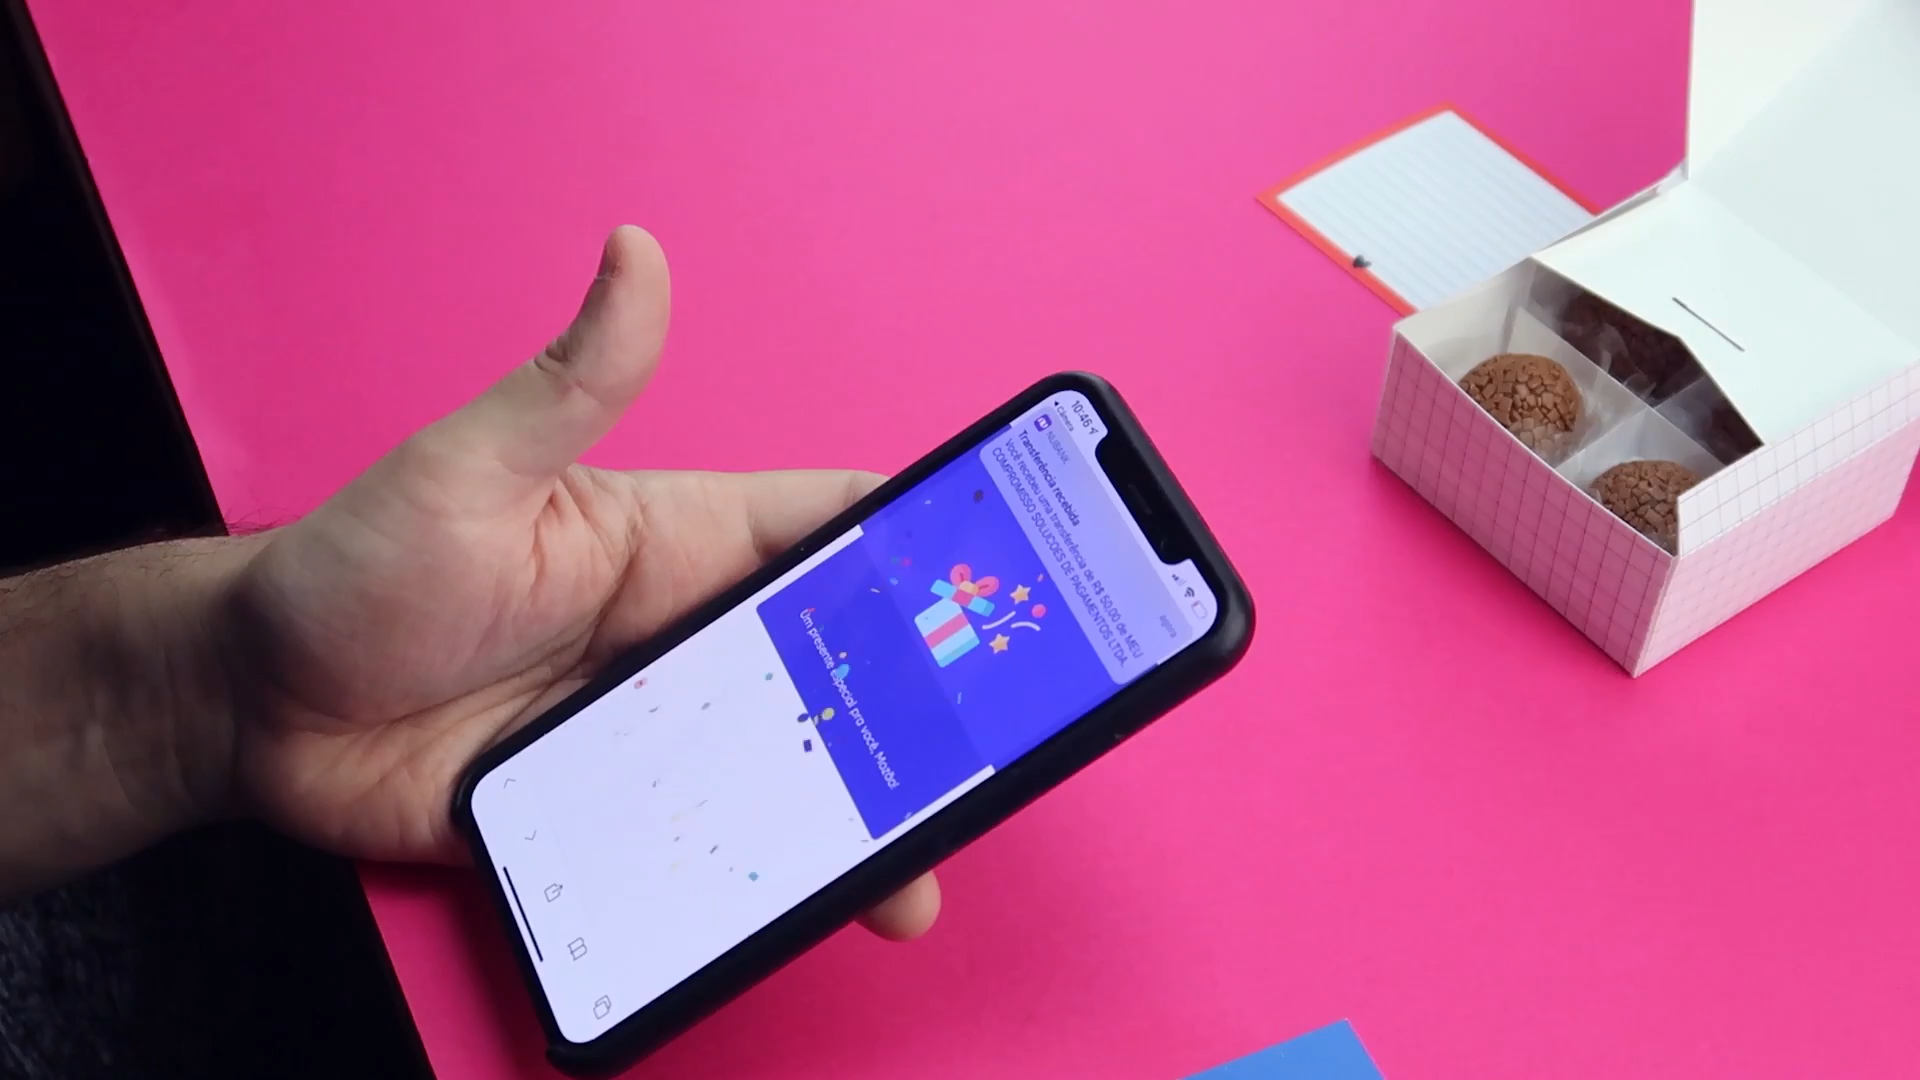 10:46
Câmera
NUBANK
agora
Transferência recebida
Você recebeu uma transferência de R$ 50,00 de MEU
COMPROMISSO SOLUCOES DE PAGAMENTOS LTDA.
Um presente especial pra você, Mozão!